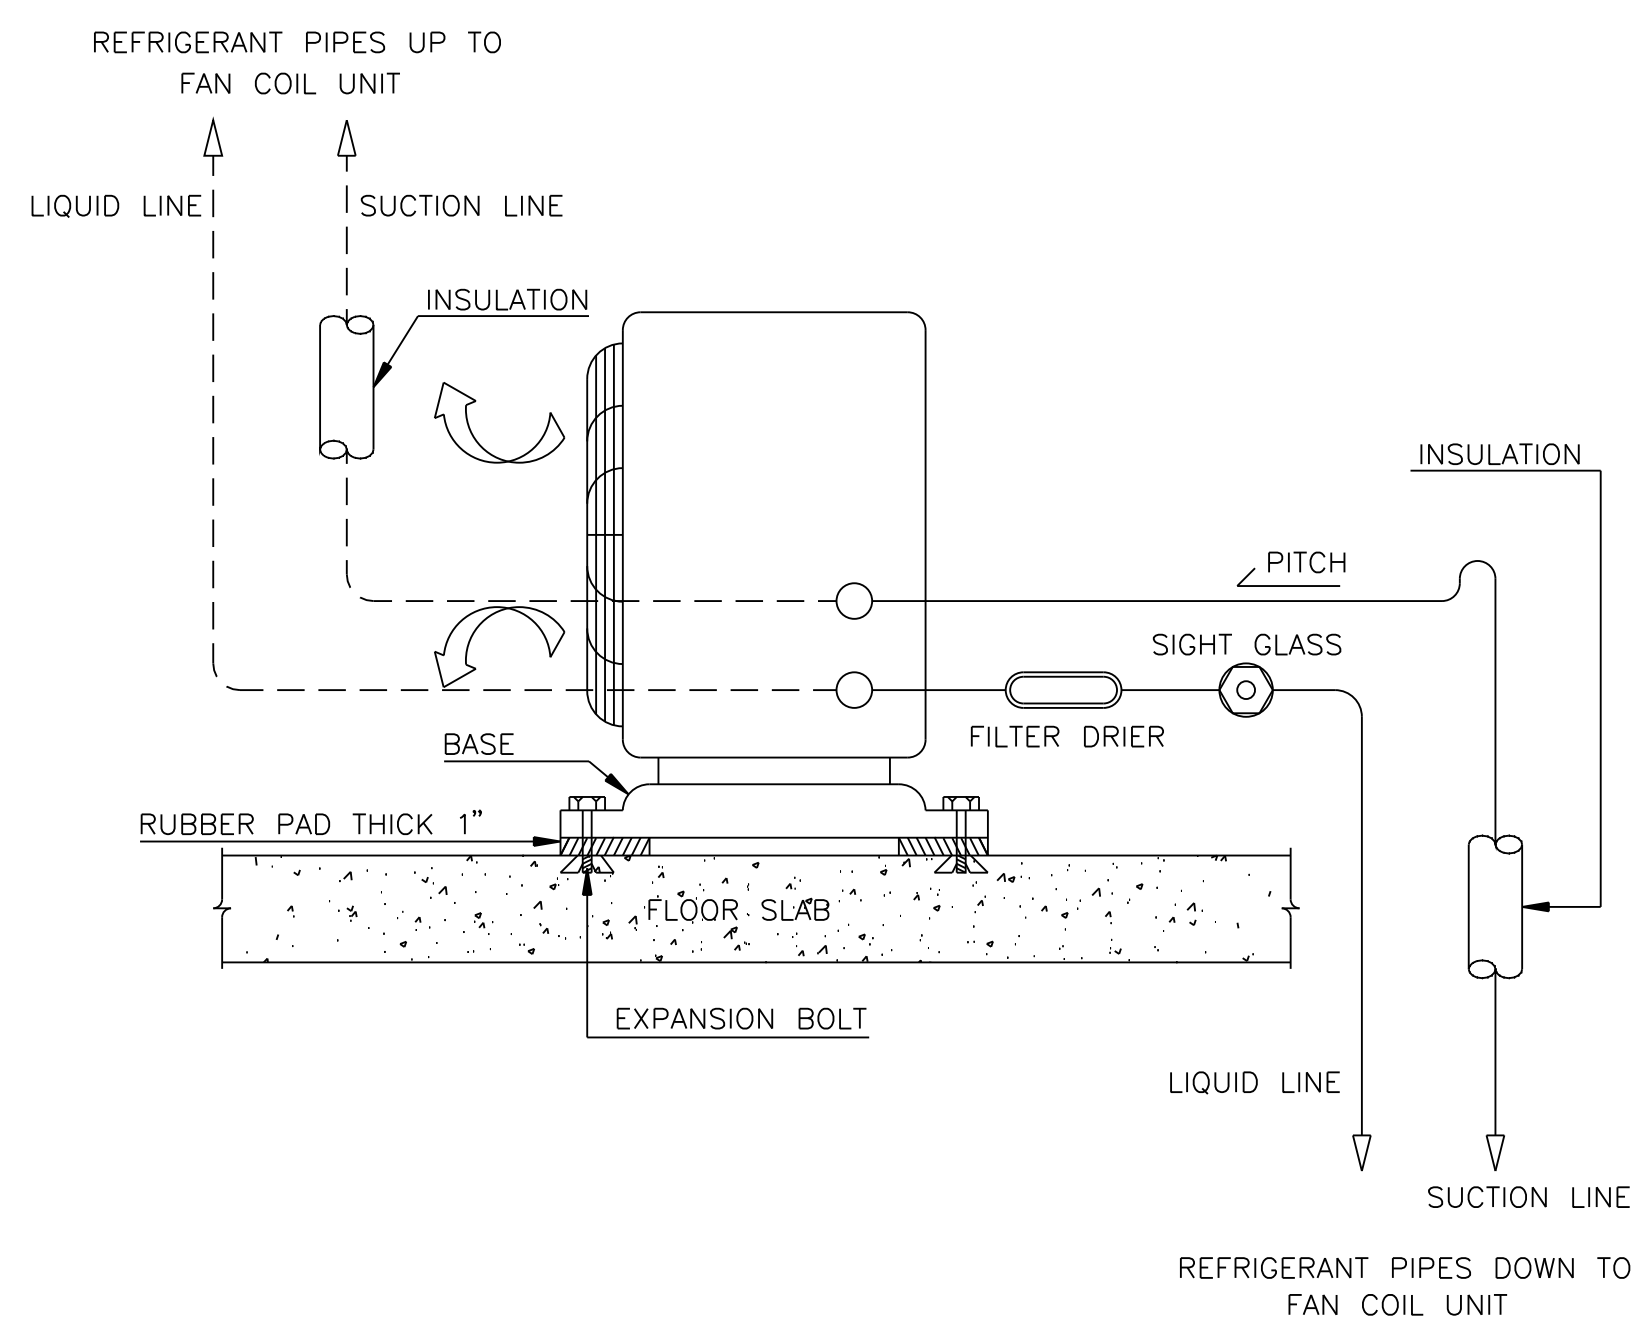 REFRIGERANT PIPES UP TO
FAN COIL UNIT
LIQUID LINE
SUCTION LINE
INSULATION
INSULATION
PITCH
SIGHT GLASS
FILTER DRIER
BASE
RUBBER PAD THICK 1”
FLOOR SLAB
EXPANSION BOLT
LIQUID LINE
SUCTION LINE
REFRIGERANT PIPES DOWN TO
FAN COIL UNIT